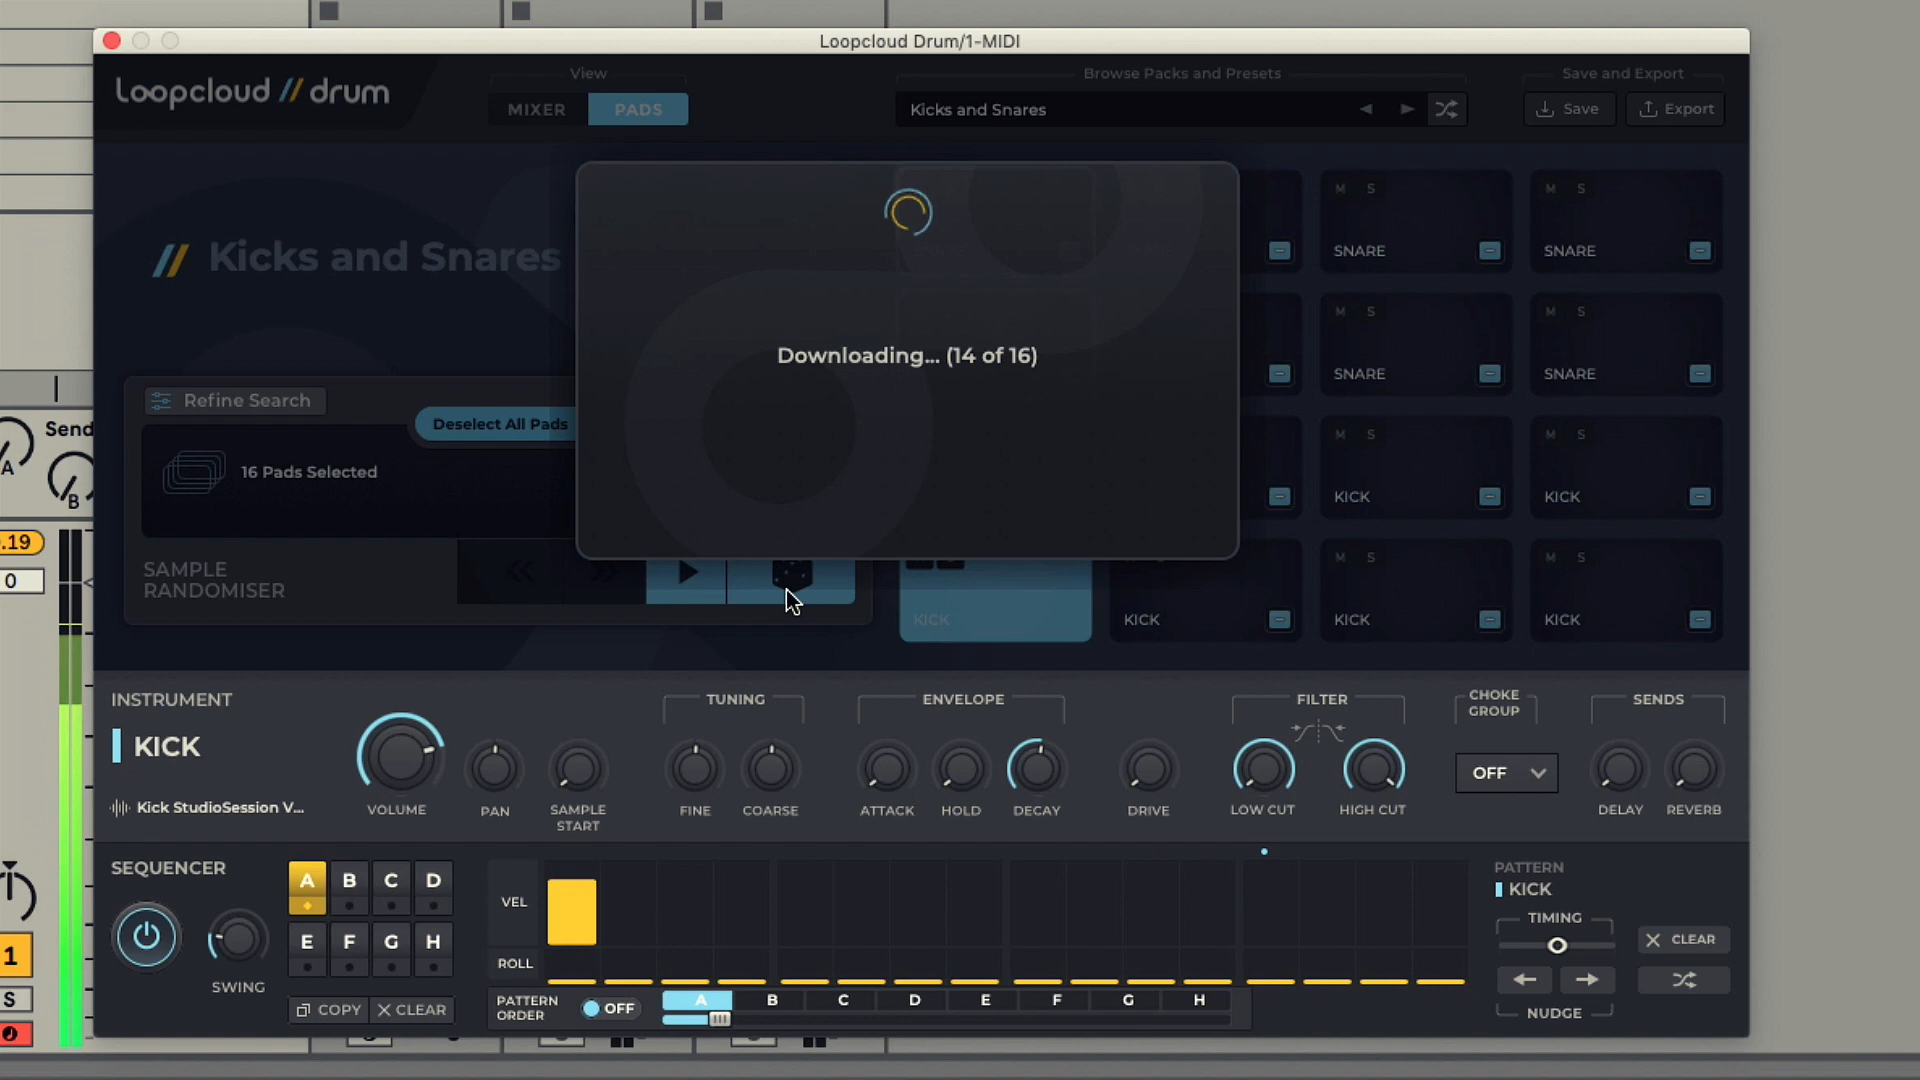 Loopcloud Drum/1-MIDI
Loopcloud // drum
View
MIXER
PADS
Browse Packs and Presets
Kicks and Snares
Save and Export
Save
Export
// Kicks and Snares
Downloading... (14 of 16)
M S
M S
SNARE
SNARE
M S
M S
SNARE
SNARE
M S
M S
KICK
KICK
M S
M S
KICK
KICK
KICK
KICK
Refine Search
Deselect All Pads
16 Pads Selected
SAMPLE
RANDOMISER
Send
A
B
.19
0
1
S
INSTRUMENT
KICK
Kick StudioSession V...
VOLUME
PAN
SAMPLE
START
TUNING
FINE
COARSE
ENVELOPE
ATTACK
HOLD
DECAY
DRIVE
FILTER
LOW CUT
HIGH CUT
CHOKE
GROUP
OFF
SENDS
DELAY
REVERB
SEQUENCER
SWING
A B C D
E F G H
COPY
CLEAR
VEL
ROLL
PATTERN
ORDER
OFF
A B C D E F G H
PATTERN
KICK
TIMING
CLEAR
NUDGE